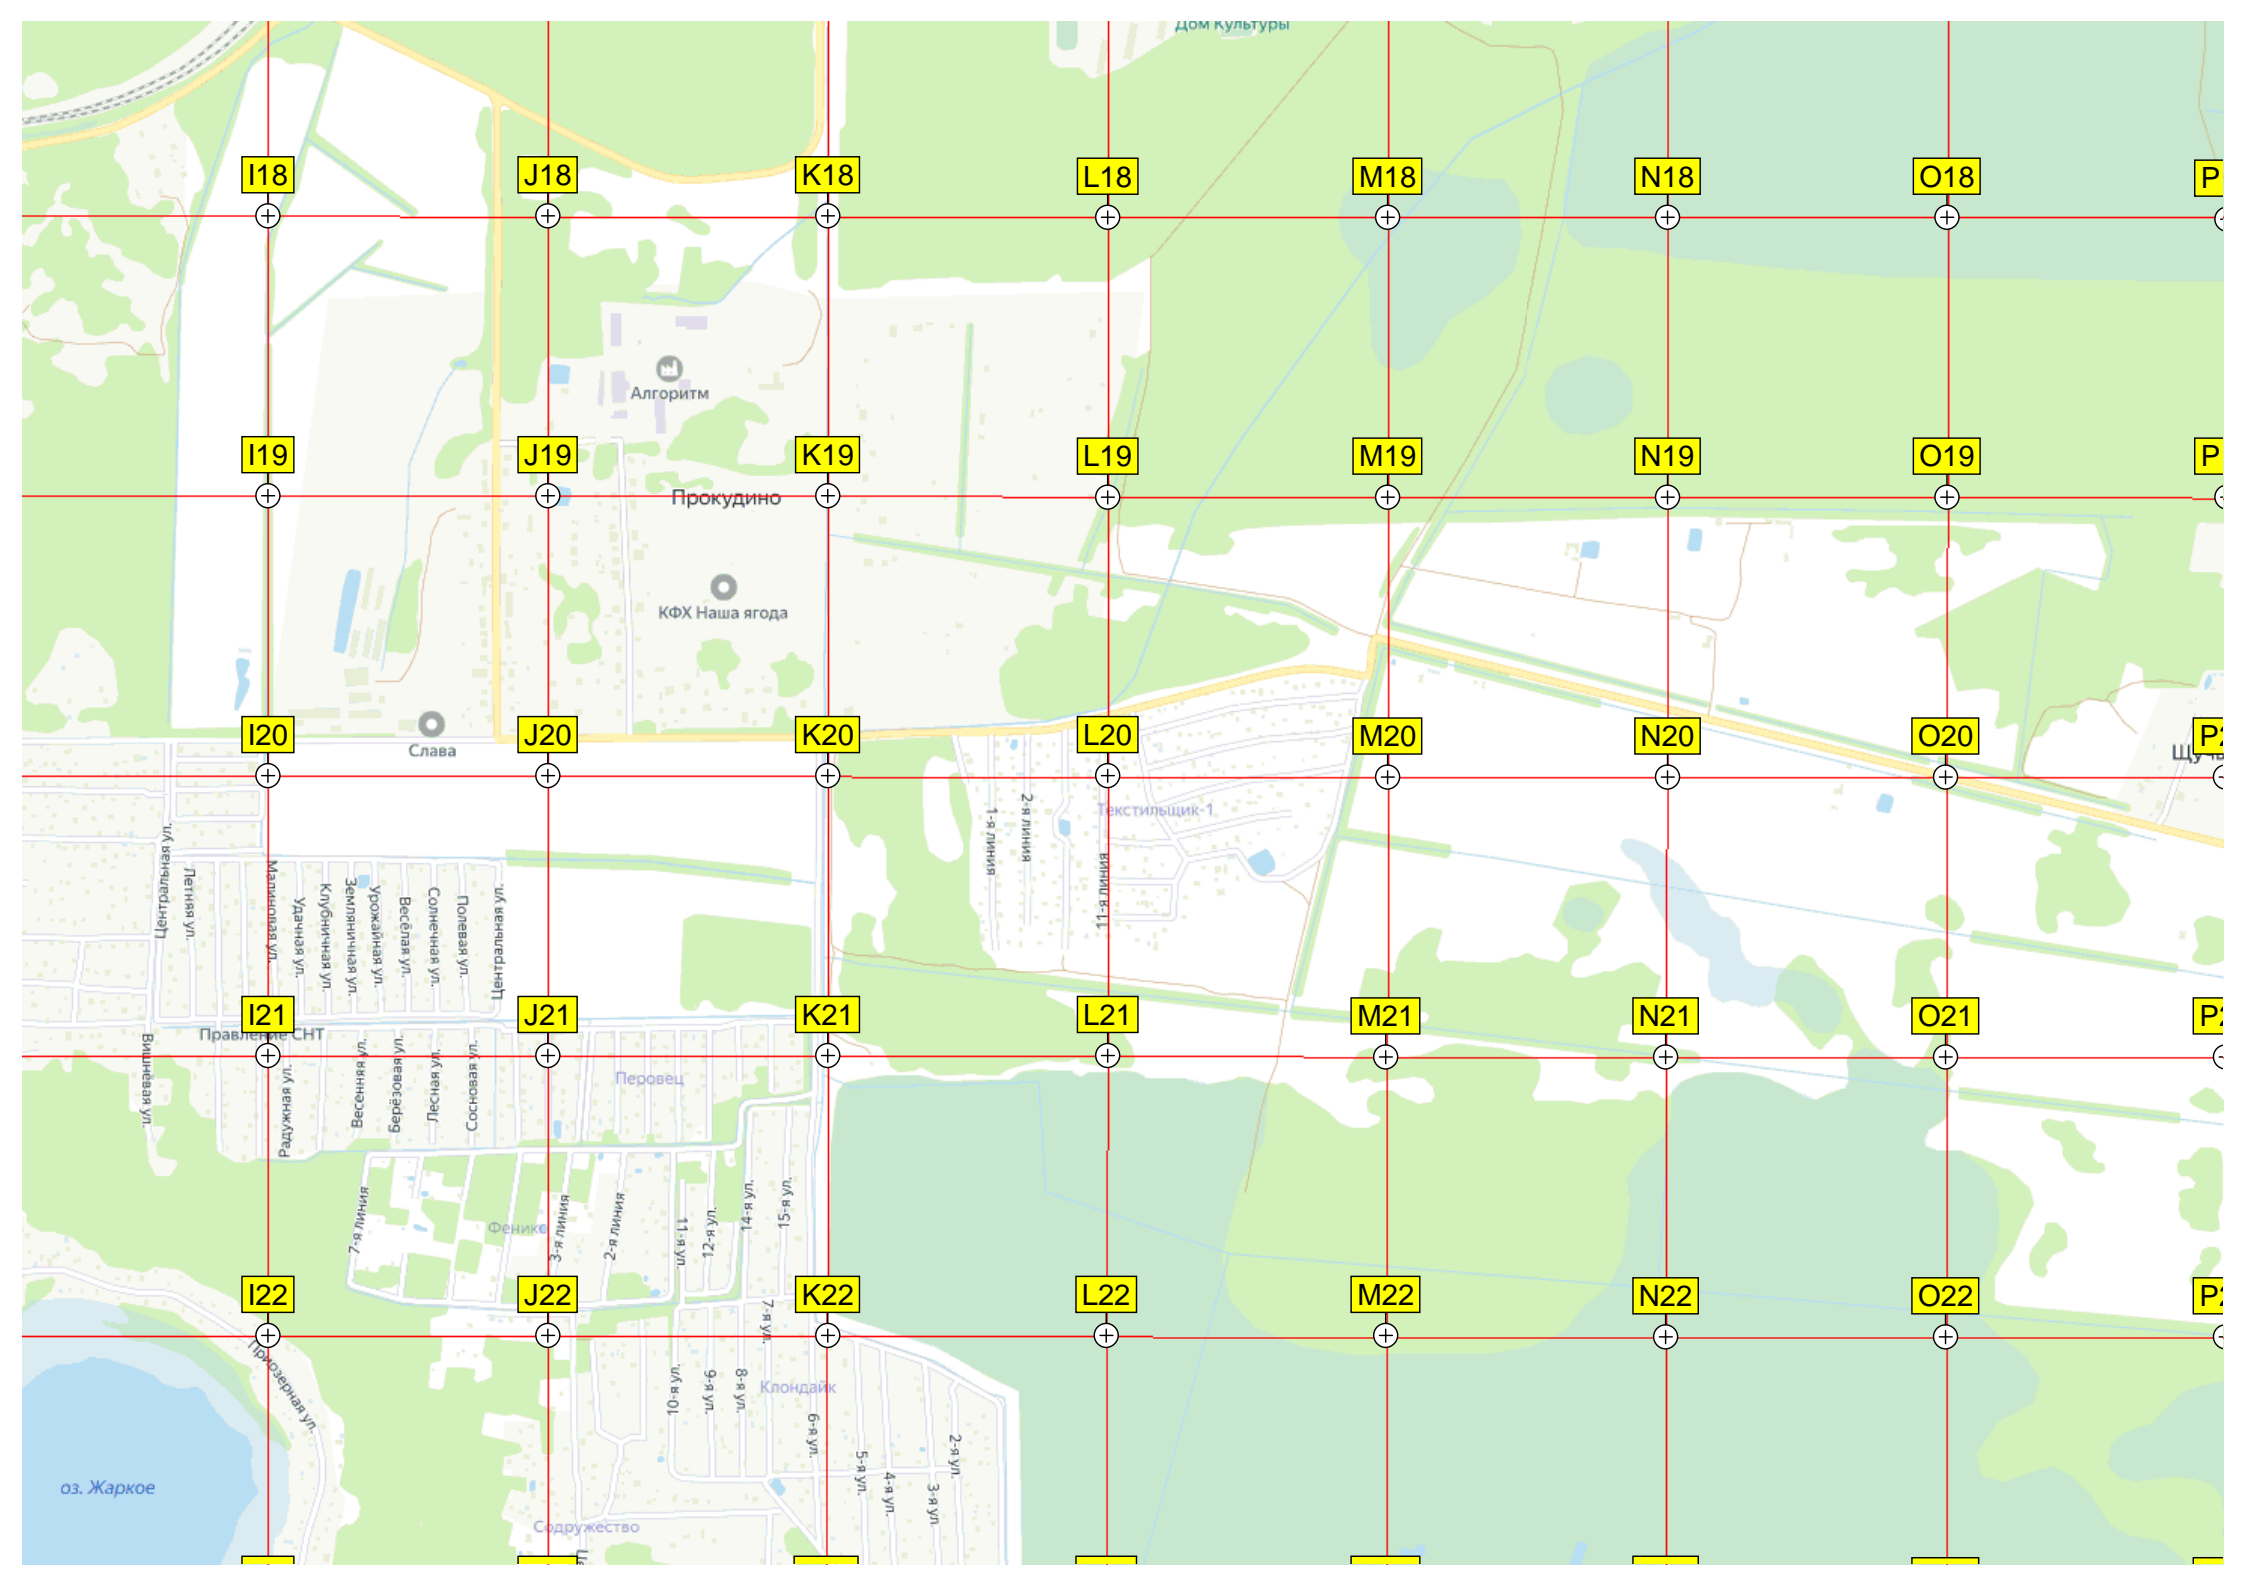 Дом Культуры
I18
J18
K18
L18
M18
N18
O18
P
Алгоритм
I19
J19
K19
L19
M19
N19
O19
P
Прокудино
КФХ Наша ягода
I20
J20
K20
L20
M20
N20
O20
Слава
Текстильщик-1
1-я линия
2-я линия
11-я линия
Центральная ул.
Летняя ул.
Малиновая ул.
Удачная ул.
Клубничная ул.
Земляничная ул.
Урожайная ул.
Весёлая ул.
Солнечная ул.
Полевая ул.
Центральная ул.
I21
J21
K21
L21
M21
N21
O21
Правление СНТ
Вишнёвая ул.
Радужная ул.
Весенняя ул.
Берёзовая ул.
Лесная ул.
Сосновая ул.
Перовец
7-я линия
Феникс
3-я линия
2-я линия
11-я ул.
12-я ул.
14-я ул.
15-я ул.
I22
J22
K22
L22
M22
N22
O22
7-я ул.
Приозерная ул.
10-я ул.
9-я ул.
8-я ул.
Клондайк
6-я ул.
5-я ул.
4-я ул.
3-я ул.
2-я ул.
оз. Жаркое
Содружество